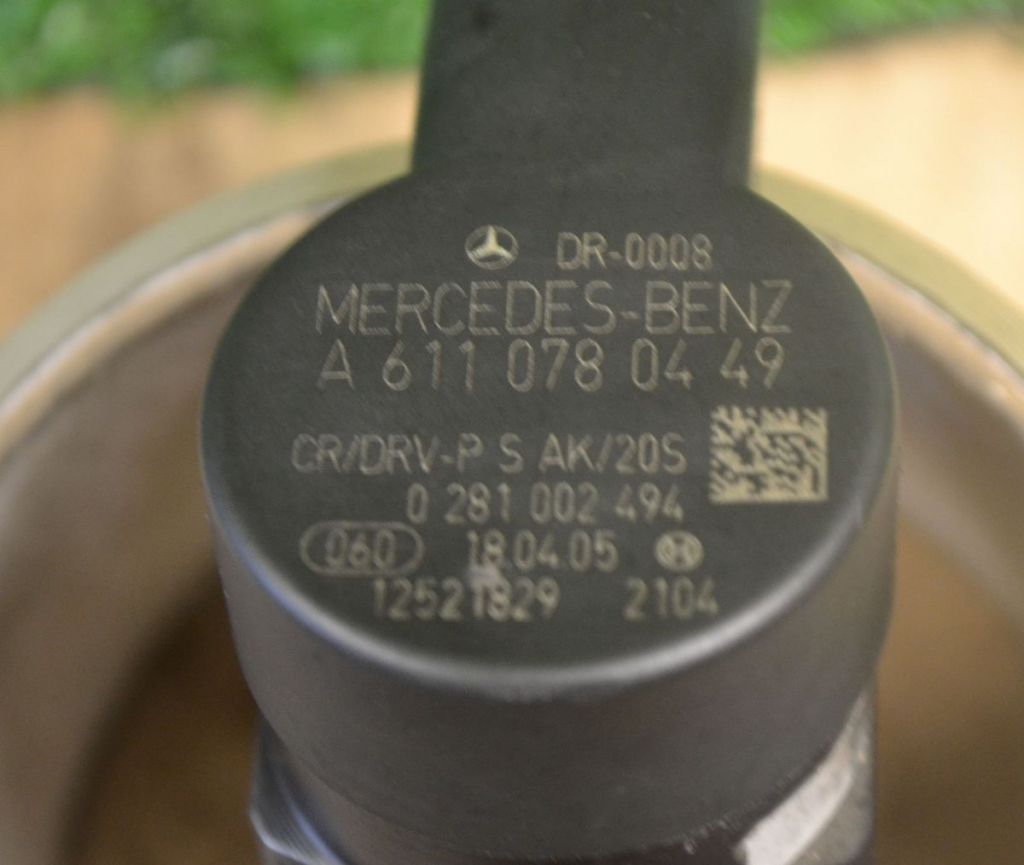 DR-0008
MERCEDES-BENZ
A 611 078 04 49
CR/DRV-P S AK/20S
0 281 002 494
060 18.04.05
12521829 2104